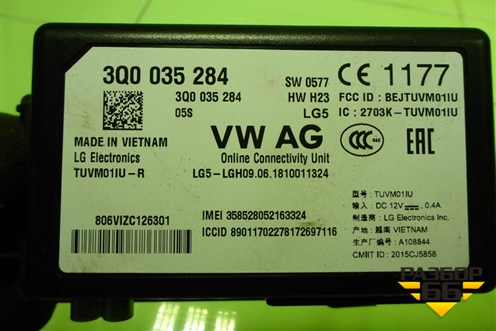 3Q0 035 284
3Q0 035 284
05S
SW 0577
HW H23
LG5
CE 1177
FCC ID : BEJTUVM01IU
IC : 2703K-TUVM01IU
MADE IN VIETNAM
LG Electronics
TUVM01IU-R
VW AG
Online Connectivity Unit
LG5-LGH09.06.1810011324
CCC
806VIZC126301
IMEI 358528052163324
ICCID 89011702278172697116
型号 : TUVM01IU
输入 : DC 12V 0.4A
制造商 : LG Electronics Inc.
产地 : 越南 VIETNAM
生产厂编号 : A108844
CMIIT ID : 2015CJ5858
РАЗБОР
66